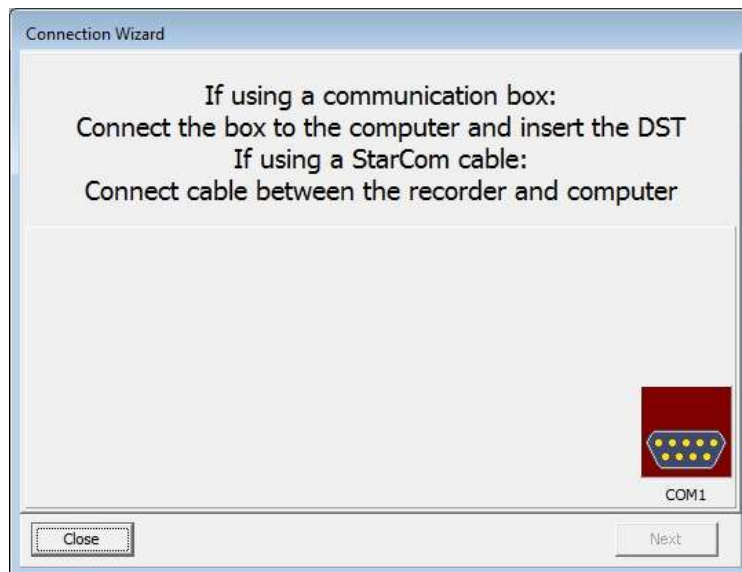 Connection Wizard
If using a communication box:
Connect the box to the computer and insert the DST
If using a StarCom cable:
Connect cable between the recorder and computer
COM1
Close
Next